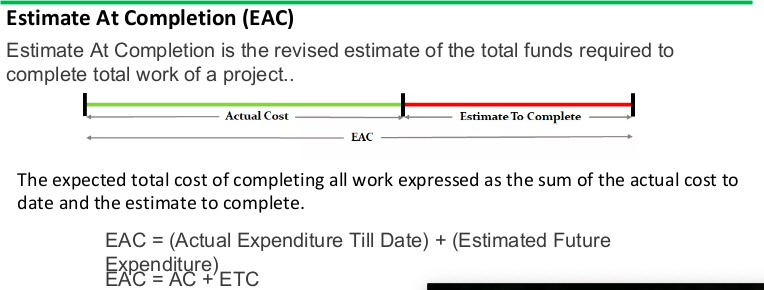 Estimate At Completion (EAC)
Estimate At Completion is the revised estimate of the total funds required to
complete total work of a project..
Actual Cost
Estimate To Complete
EAC
The expected total cost of completing all work expressed as the sum of the actual cost to
date and the estimate to complete.
EAC = (Actual Expenditure Till Date) + (Estimated Future
Expenditure)
EAC = AC + ETC